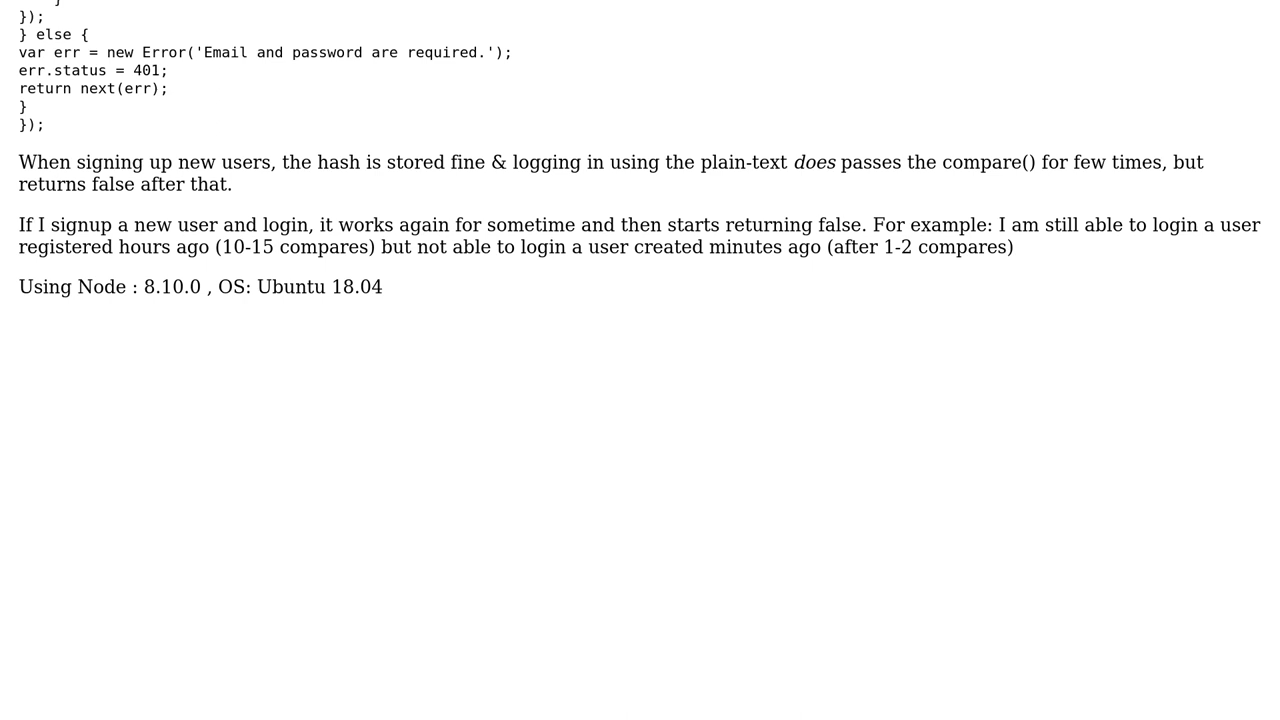 }
});
} else {
var err = new Error('Email and password are required.');
err.status = 401;
return next(err);
}
});
When signing up new users, the hash is stored fine & logging in using the plain-text does passes the compare() for few times, but
returns false after that.
If I signup a new user and login, it works again for sometime and then starts returning false. For example: I am still able to login a user
registered hours ago (10-15 compares) but not able to login a user created minutes ago (after 1-2 compares)
Using Node : 8.10.0 , OS: Ubuntu 18.04